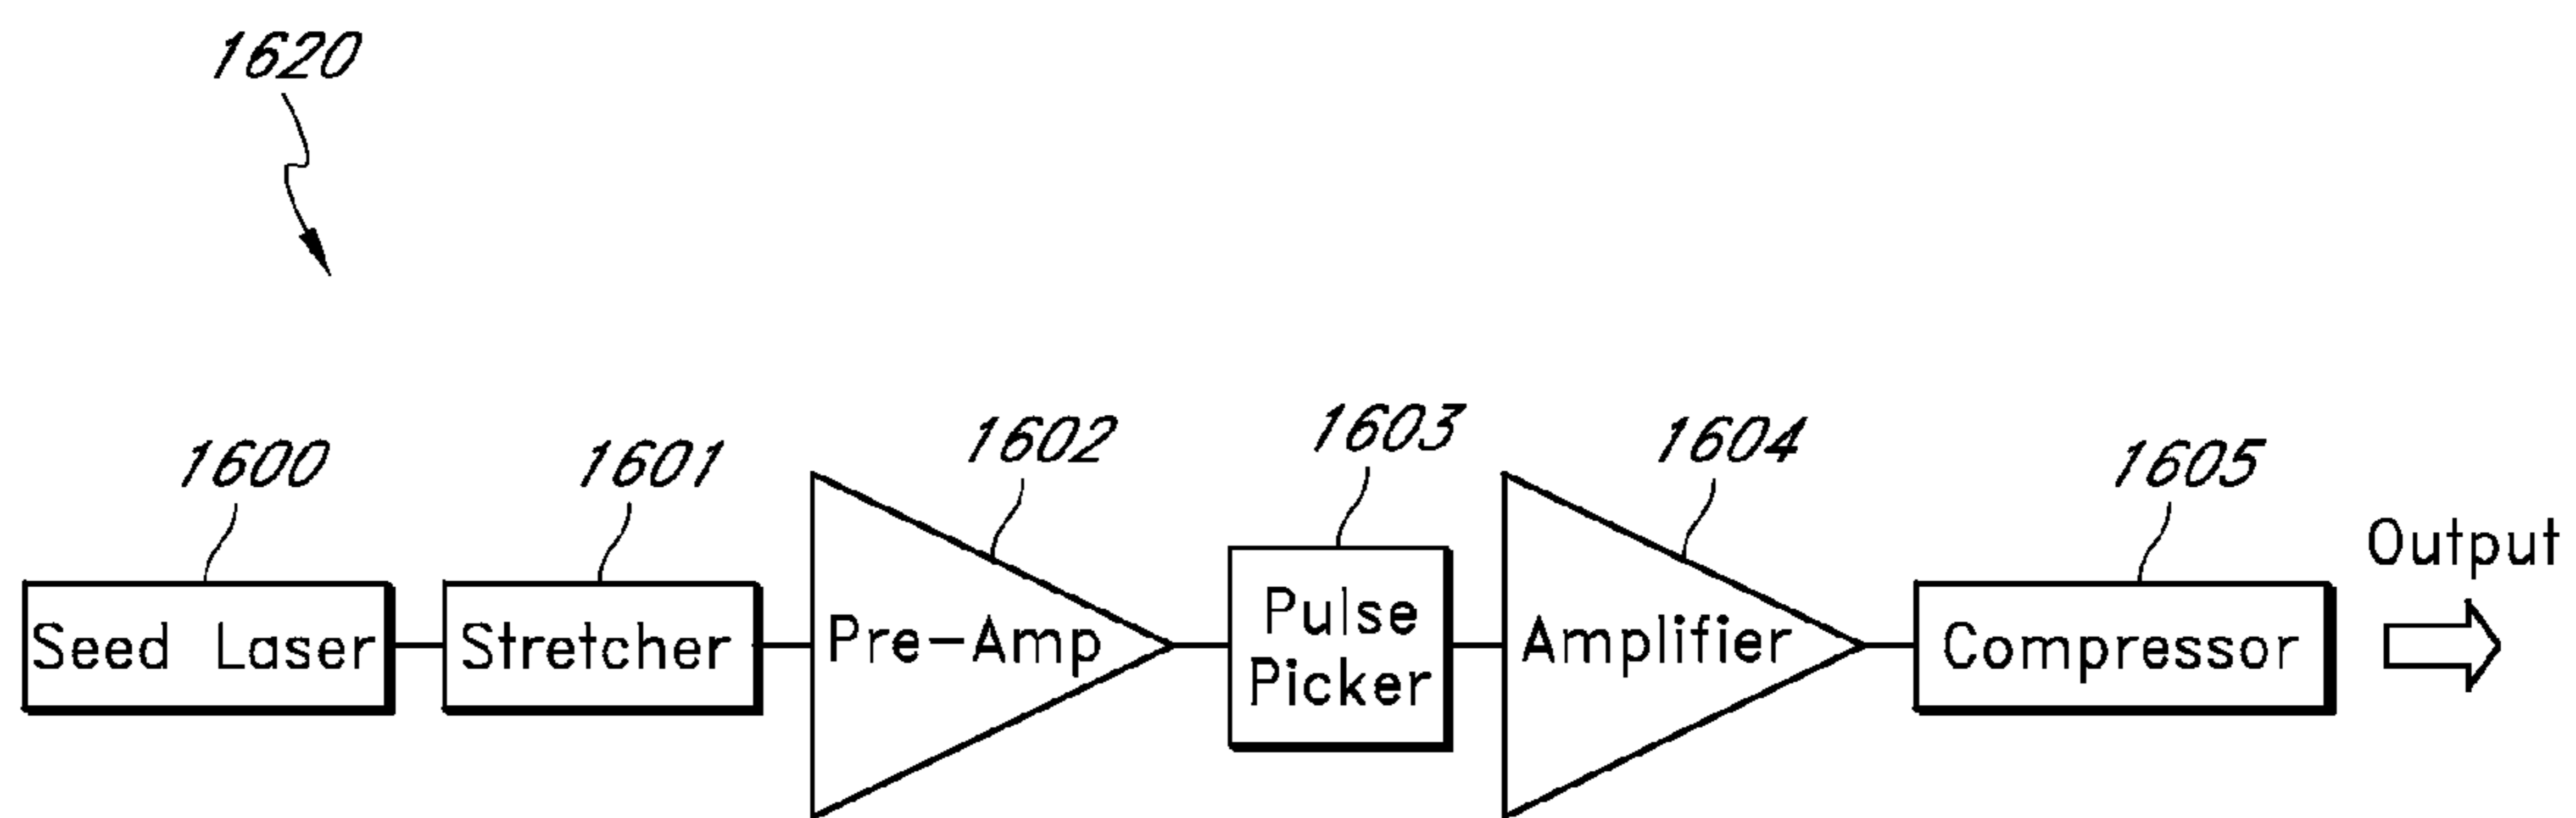 1620
1600
1601
1602
1603
1604
1605
Output
Seed Laser
Stretcher
Pre-Amp
Pulse
Picker
Amplifier
Compressor